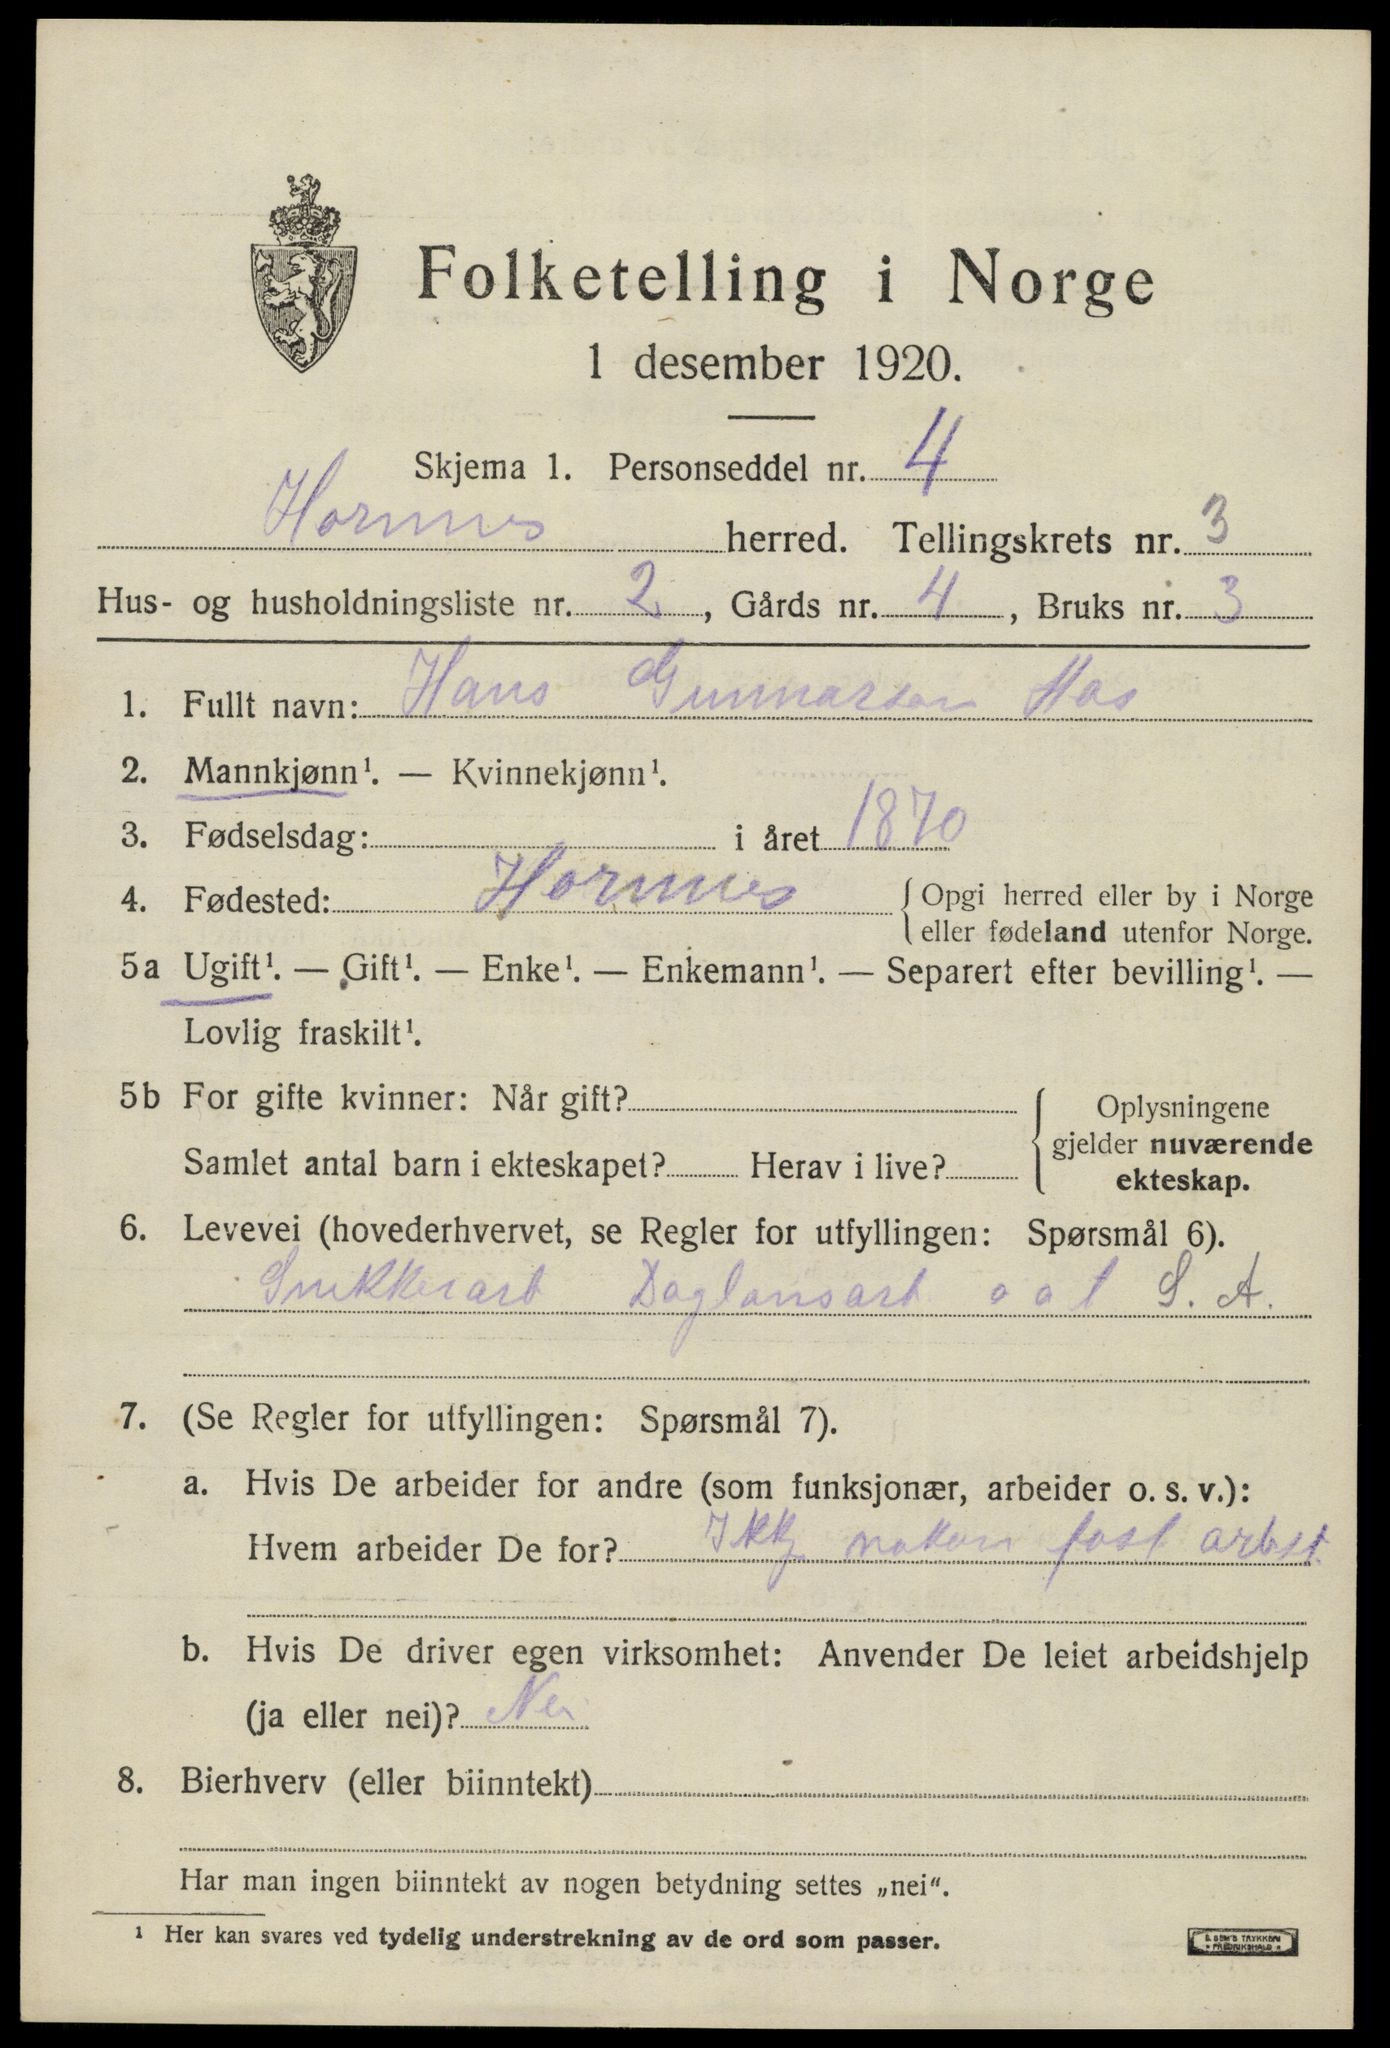 Folketelling i Norge
1 desember 1920.
Skjema 1. Personseddel nr. 4
Hornnes herred. Tellingskrets nr. 3
Hus- og husholdningsliste nr. 2, Gårds nr. 4, Bruks nr. 3
1. Fullt navn: Hans Gunnarson Mos
2. Mannkjønn¹. — Kvinnekjønn¹.
3. Fødselsdag: i året 1870
4. Fødested: Hornnes { Opgi herred eller by i Norge
eller fødeland utenfor Norge.
5a Ugift¹. — Gift¹. — Enke¹. — Enkemann¹. — Separert efter bevilling¹. —
Lovlig fraskilt¹.
5b For gifte kvinner: Når gift?
Samlet antal barn i ekteskapet? Herav i live?
Oplysningene
gjelder nuværende
ekteskap.
6. Levevei (hovederhvervet, se Regler for utfyllingen: Spørsmål 6).
Snikkerarb Daglønsarb o a l S. A.
7. (Se Regler for utfyllingen: Spørsmål 7).
a. Hvis De arbeider for andre (som funksjonær, arbeider o. s. v.):
Hvem arbeider De for? Ikkj nokon fast
b. Hvis De driver egen virksomhet: Anvender De leiet arbeidshjelp
(ja eller nei)? Nei
8. Bierhverv (eller biinntekt)
Har man ingen biinntekt av nogen betydning settes „nei“.
¹ Her kan svares ved tydelig understrekning av de ord som passer.
E. SEM'S TRYKKERI
FREDRIKSHALD